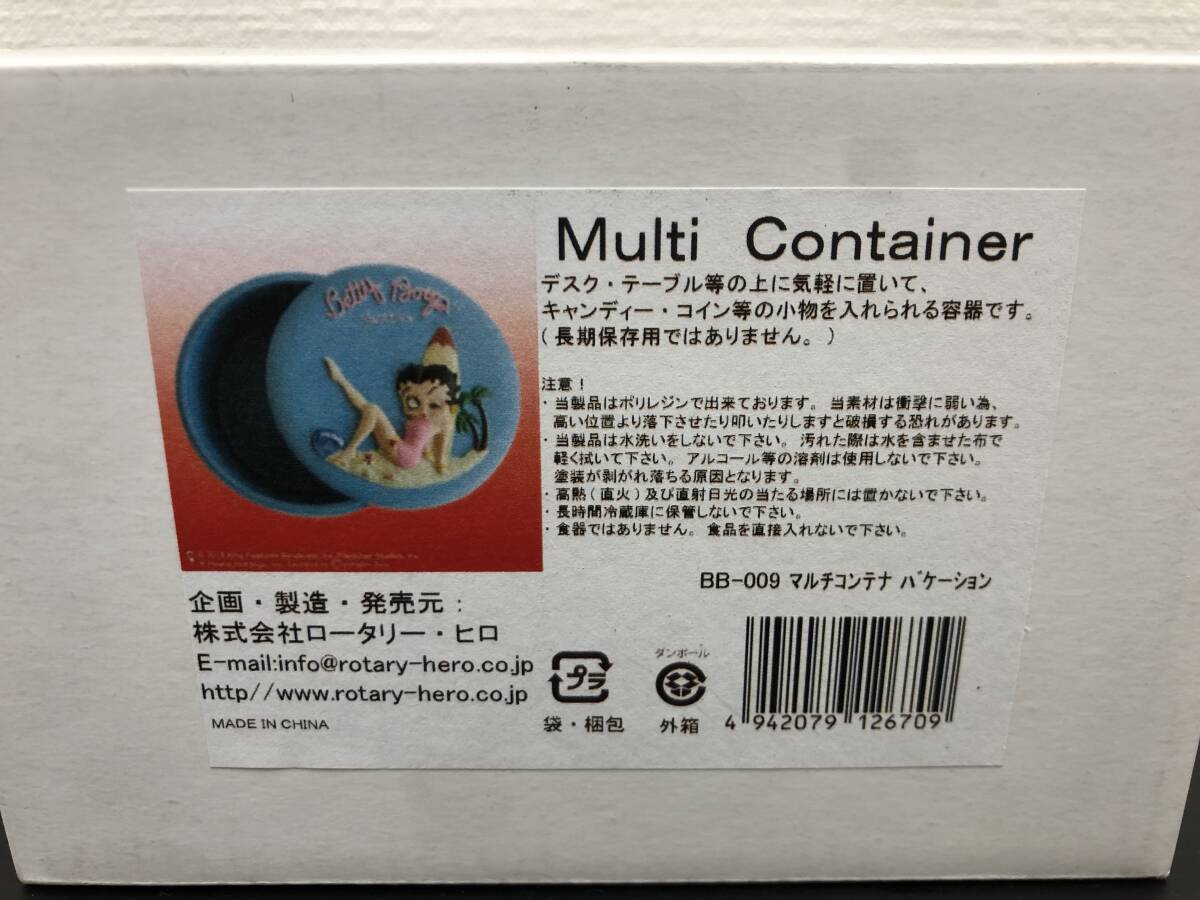 Multi Container
デスク・テーブル等の上に気軽に置いて、
キャンディー・コイン等の小物を入れられる容器です。
(長期保存用ではありません。)
注意！
・当製品はポリレジンで出来ております。当素材は衝撃に弱い為、
高い位置より落下させたり叩いたりしますと破損する恐れがあります。
・当製品は水洗いをしないで下さい。汚れた際は水を含ませた布で
軽く拭いて下さい。アルコール等の溶剤は使用しないで下さい。
塗装が剥がれ落ちる原因となります。
・高熱(直火)及び直射日光の当たる場所には置かないで下さい。
・長時間冷蔵庫に保管しないで下さい。
・食器ではありません。食品を直接入れないで下さい。
BB-009 マルチコンテナ バケーション
Betty Boop
企画・製造・発売元：
株式会社ロータリー・ヒロ
E-mail:info@rotary-hero.co.jp
http//www.rotary-hero.co.jp
MADE IN CHINA
プラ
袋・梱包
ダンボール
外箱
4 942079 126709